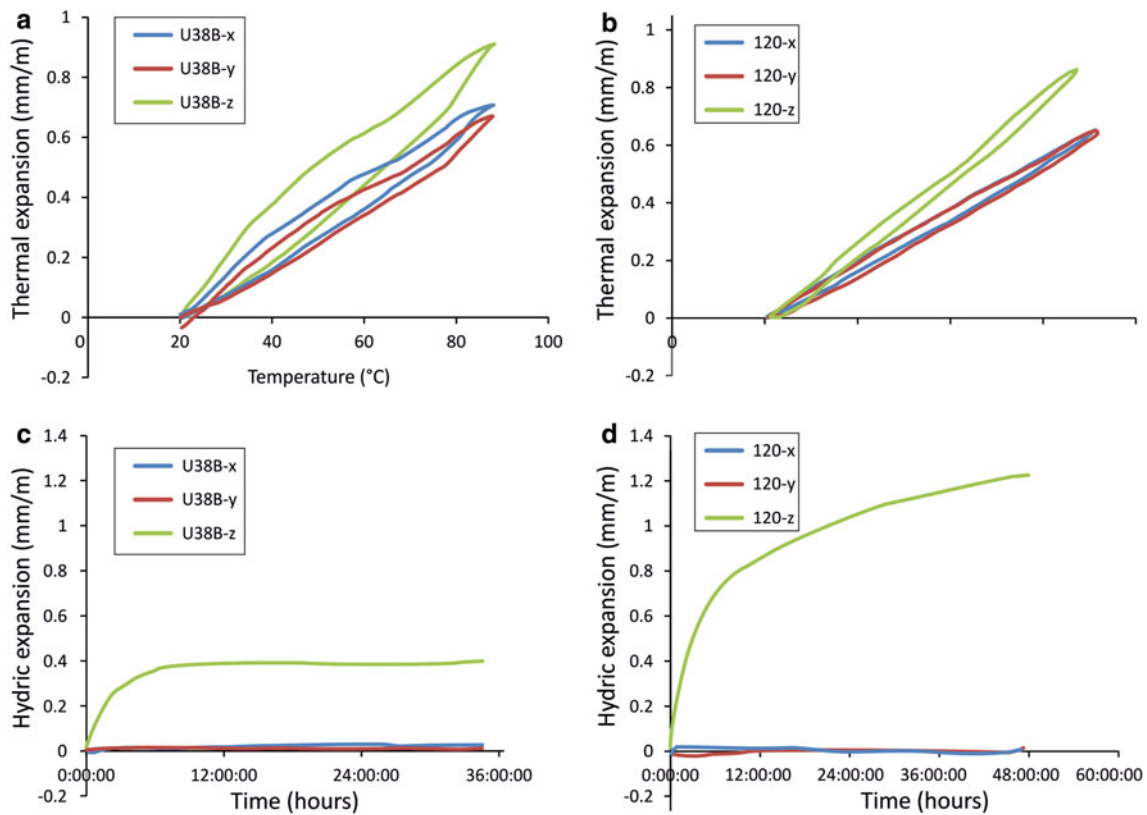 a
Thermal expansion (mm/m)
1
0.8
0.6
0.4
0.2
0
-0.2
U38B-x
U38B-y
U38B-z
0
20
40
60
80
100
Temperature (°C)
b
Thermal expansion (mm/m)
1
0.8
0.6
0.4
0.2
0
-0.2
120-x
120-y
120-z
0
c
Hydric expansion (mm/m)
1.4
1.2
1
0.8
0.6
0.4
0.2
0
-0.2
U38B-x
U38B-y
U38B-z
0:00:00
12:00:00
24:00:00
36:00:00
Time (hours)
d
Hydric expansion (mm/m)
1.4
1.2
1
0.8
0.6
0.4
0.2
0
-0.2
120-x
120-y
120-z
0:00:00
12:00:00
24:00:00
36:00:00
48:00:00
60:00:00
Time (hours)